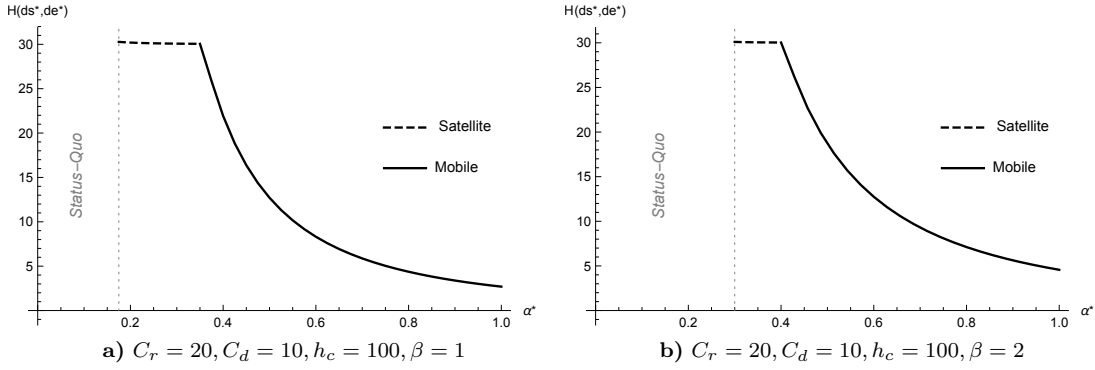 H(ds*,de*)
30
25
20
15
10
5
Status-Quo
Satellite
Mobile
0.2
0.4
0.6
0.8
1.0
α*
a) C_r = 20, C_d = 10, h_c = 100, β = 1
H(ds*,de*)
30
25
20
15
10
5
Status-Quo
Satellite
Mobile
0.2
0.4
0.6
0.8
1.0
α*
b) C_r = 20, C_d = 10, h_c = 100, β = 2